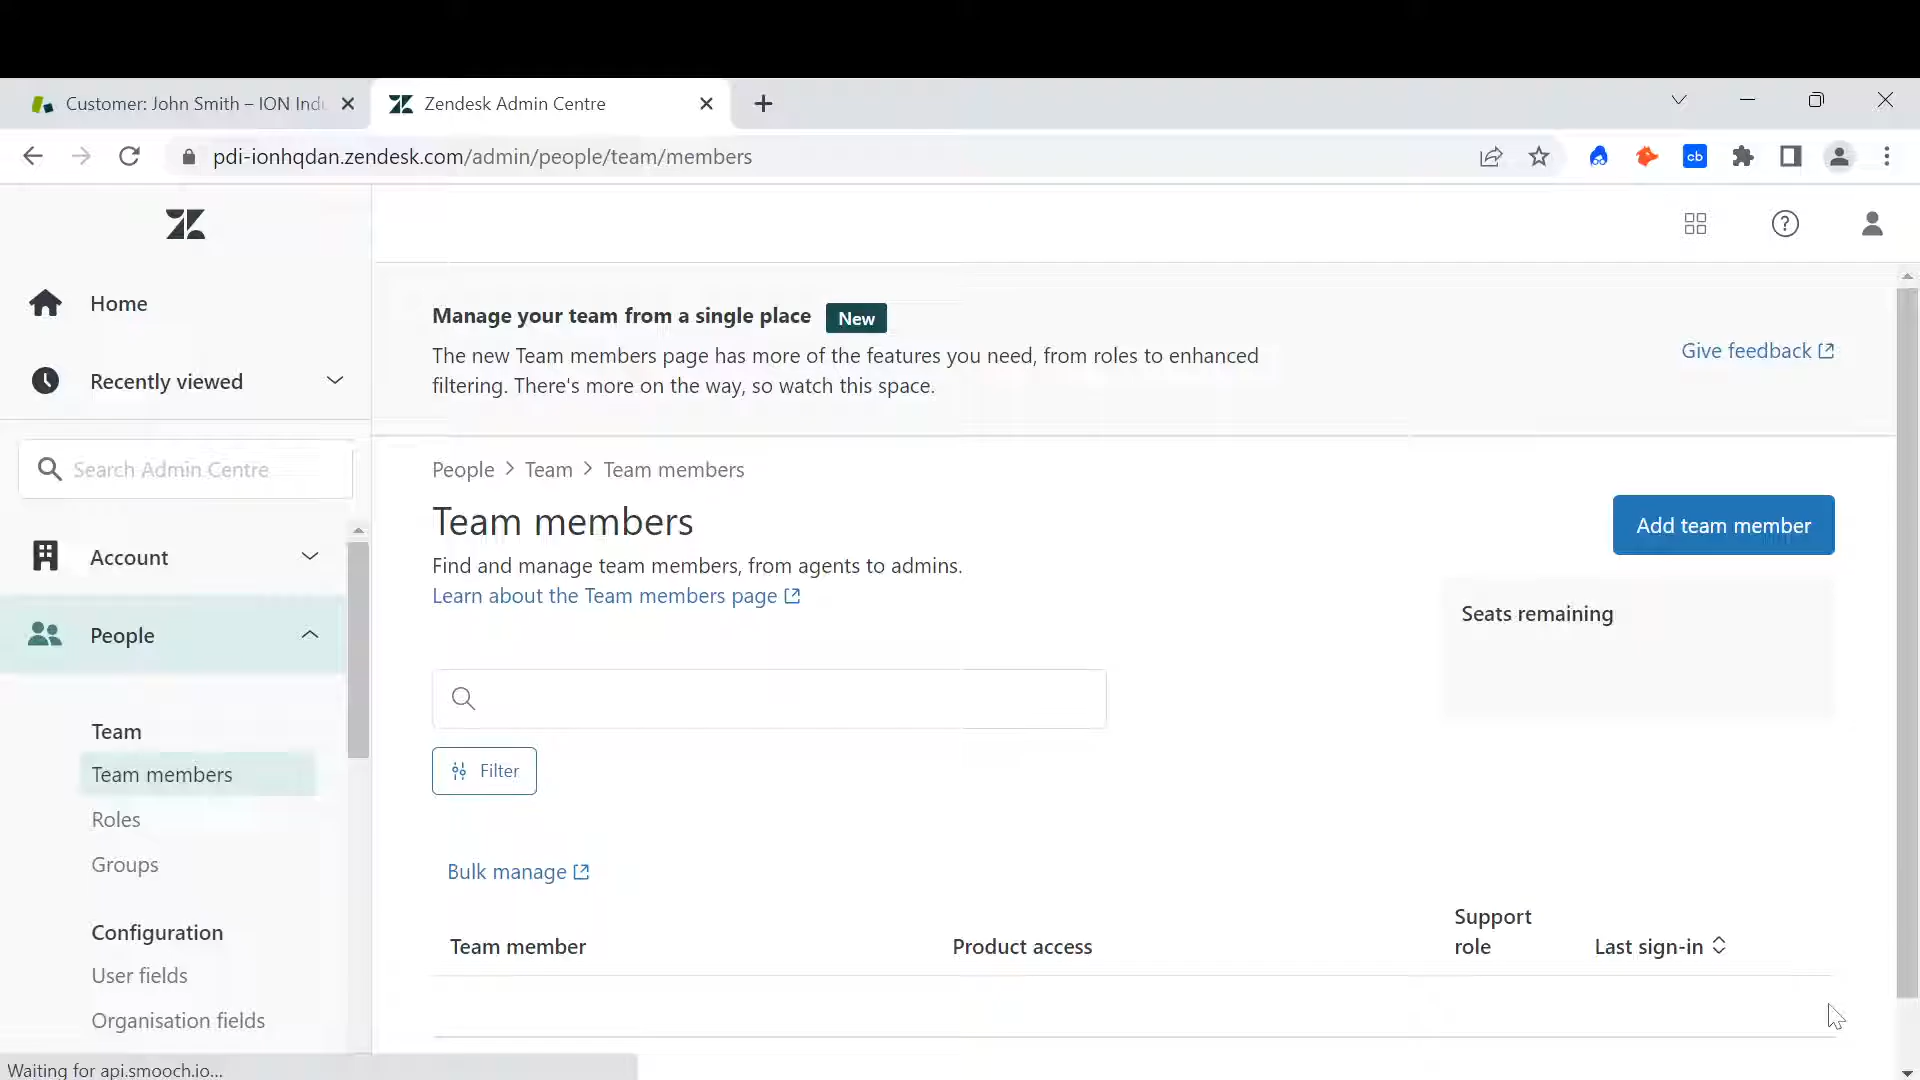 Customer: John Smith – ION Indu
Zendesk Admin Centre
pdi-ionhqdan.zendesk.com/admin/people/team/members
cb
Home
Recently viewed
Search Admin Centre
Account
People
Team
Team members
Roles
Groups
Configuration
User fields
Organisation fields
Manage your team from a single place New
The new Team members page has more of the features you need, from roles to enhanced
filtering. There's more on the way, so watch this space.
Give feedback
People > Team > Team members
Team members
Add team member
Find and manage team members, from agents to admins.
Learn about the Team members page
Seats remaining
Filter
Bulk manage
Team member
Product access
Support
role
Last sign-in
Waiting for api.smooch.io...